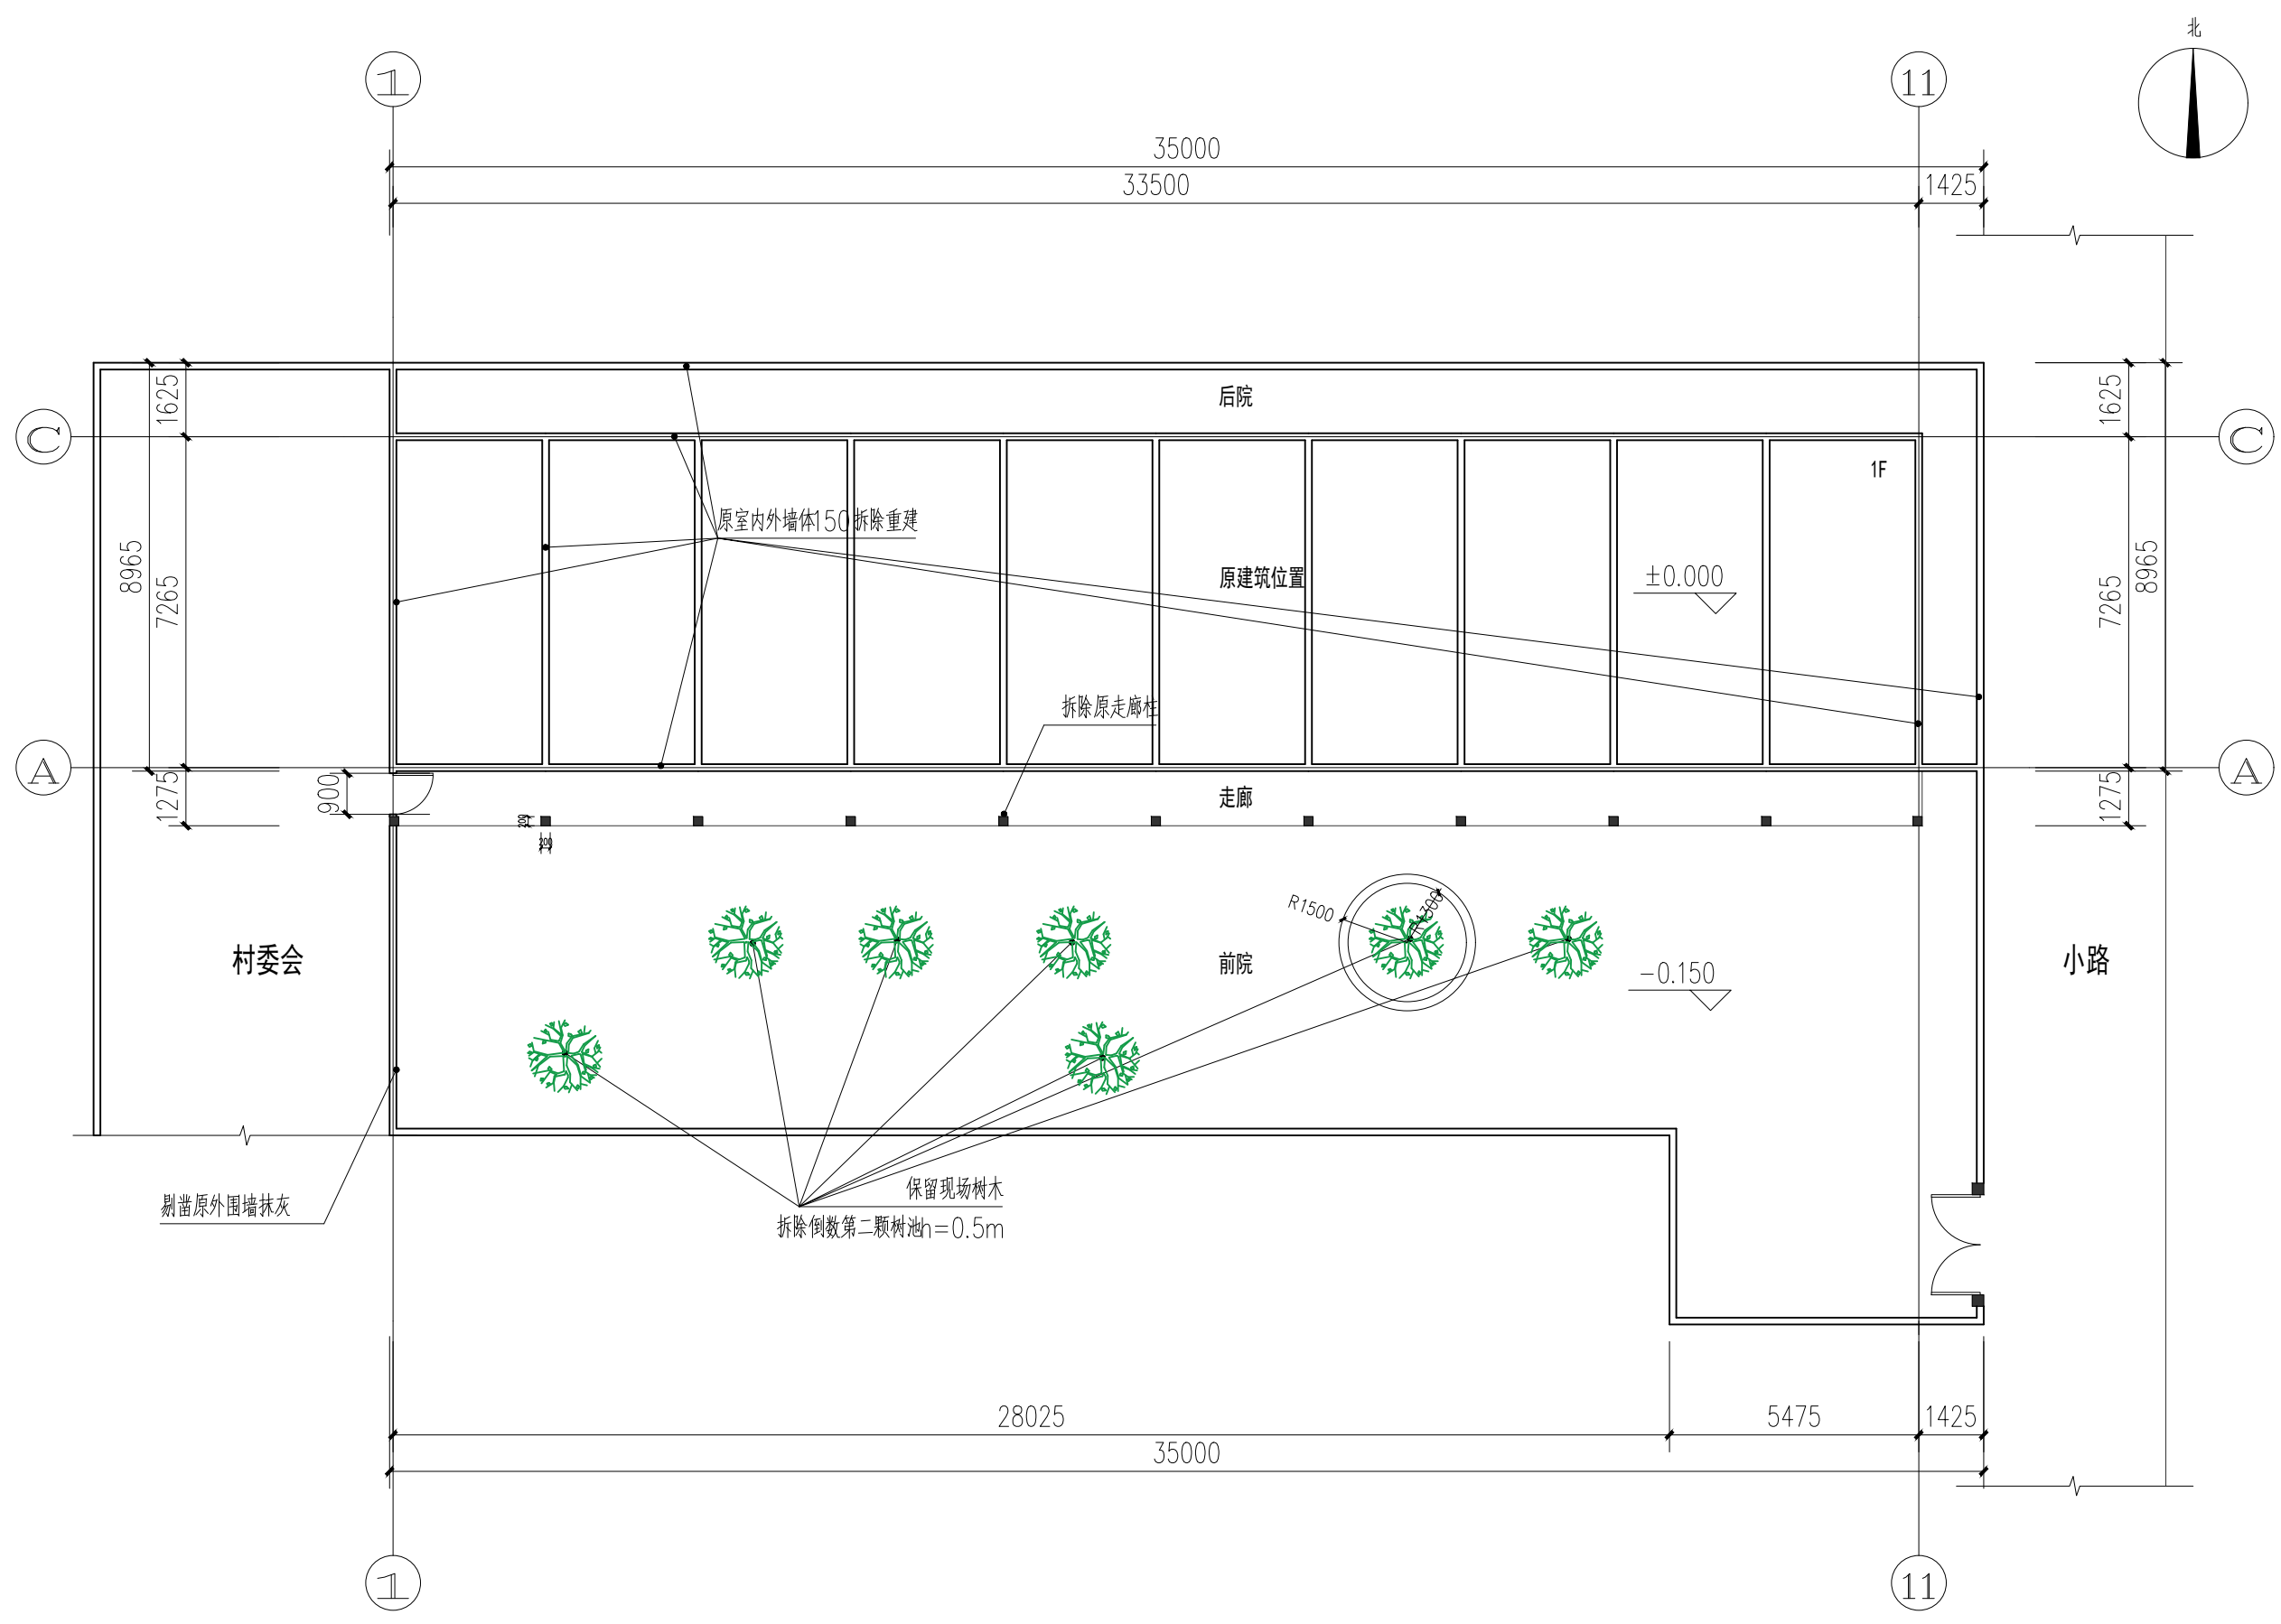 北
1
11
35000
33500
1425
后院
1625
1625
C
C
1F
原室内外墙体150拆除重建
8965
7265
原建筑位置
±0.000
7265
8965
拆除原走廊柱
A
A
900
1275
走廊
1275
200
200
R1500
R1300
村委会
前院
-0.150
小路
剔凿原外围墙抹灰
保留现场树木
拆除倒数第二颗树池h=0.5m
28025
5475
1425
35000
1
11